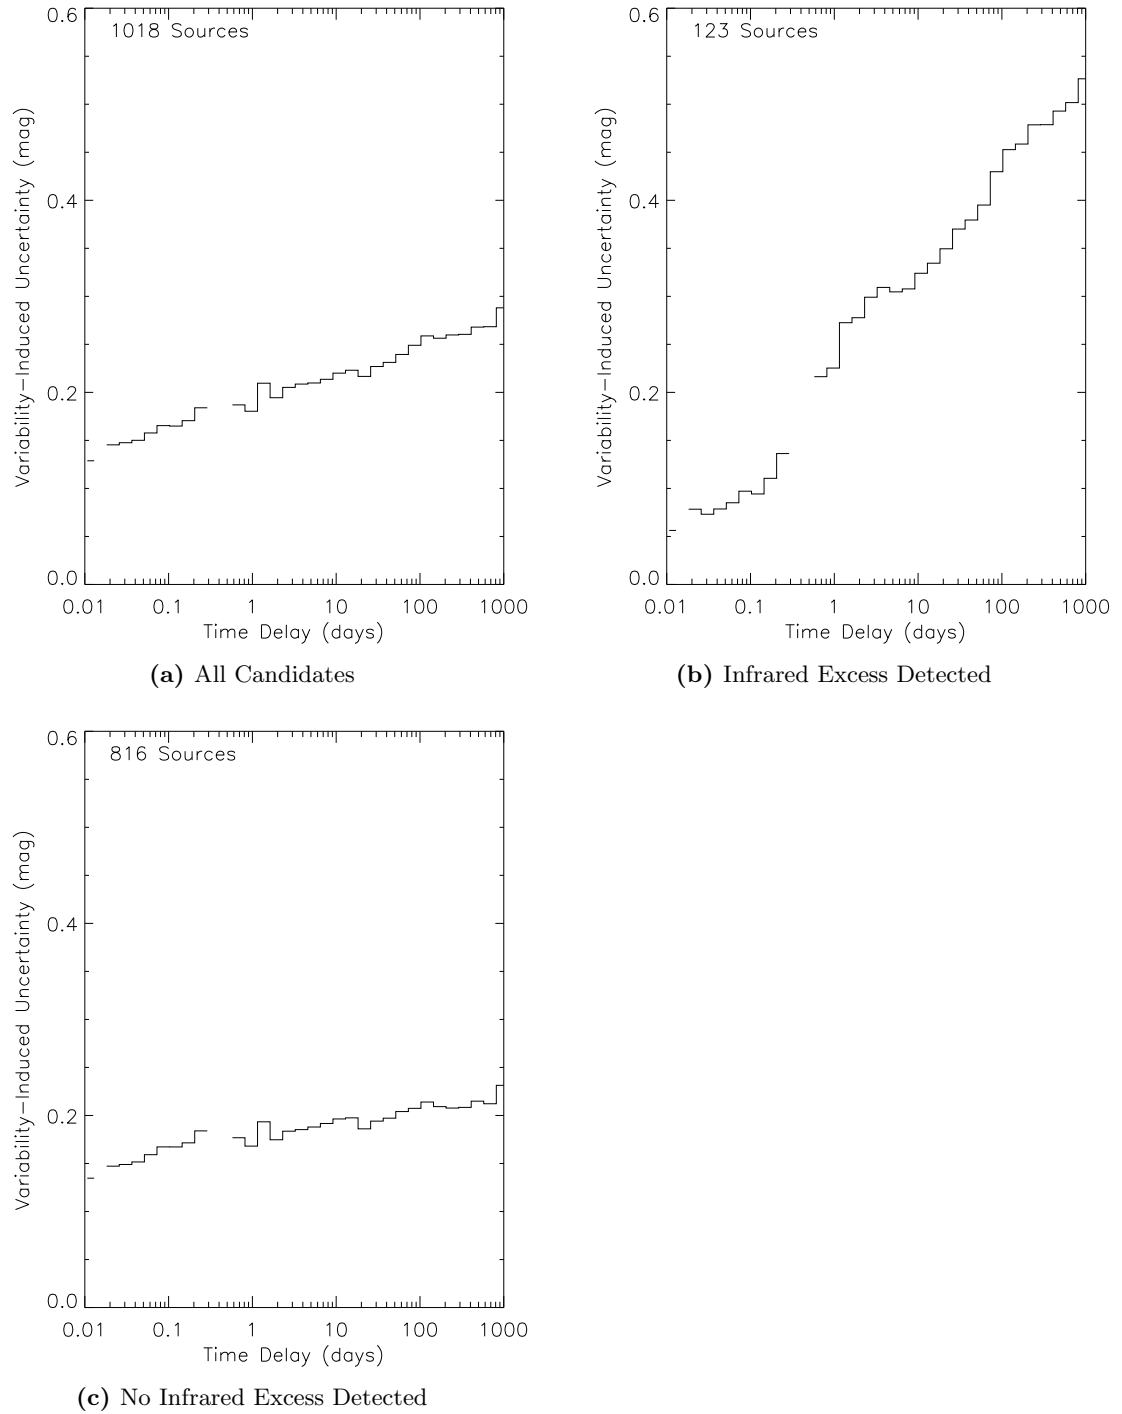 1018 Sources
Variability-Induced Uncertainty (mag)
0.6
0.4
0.2
0.0
0.01 0.1 1 10 100 1000
Time Delay (days)
(a) All Candidates
123 Sources
Variability-Induced Uncertainty (mag)
0.6
0.4
0.2
0.0
0.01 0.1 1 10 100 1000
Time Delay (days)
(b) Infrared Excess Detected
816 Sources
Variability-Induced Uncertainty (mag)
0.6
0.4
0.2
0.0
0.01 0.1 1 10 100 1000
Time Delay (days)
(c) No Infrared Excess Detected